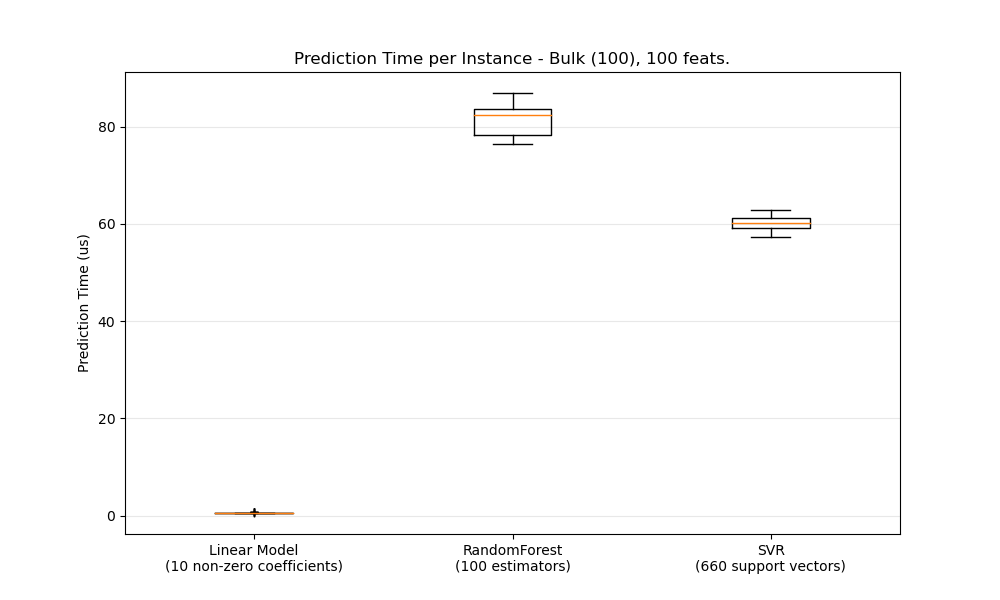 Prediction Time per Instance - Bulk (100), 100 feats.
Prediction Time (us)
80
60
40
20
0
Linear Model
(10 non-zero coefficients)
RandomForest
(100 estimators)
SVR
(660 support vectors)